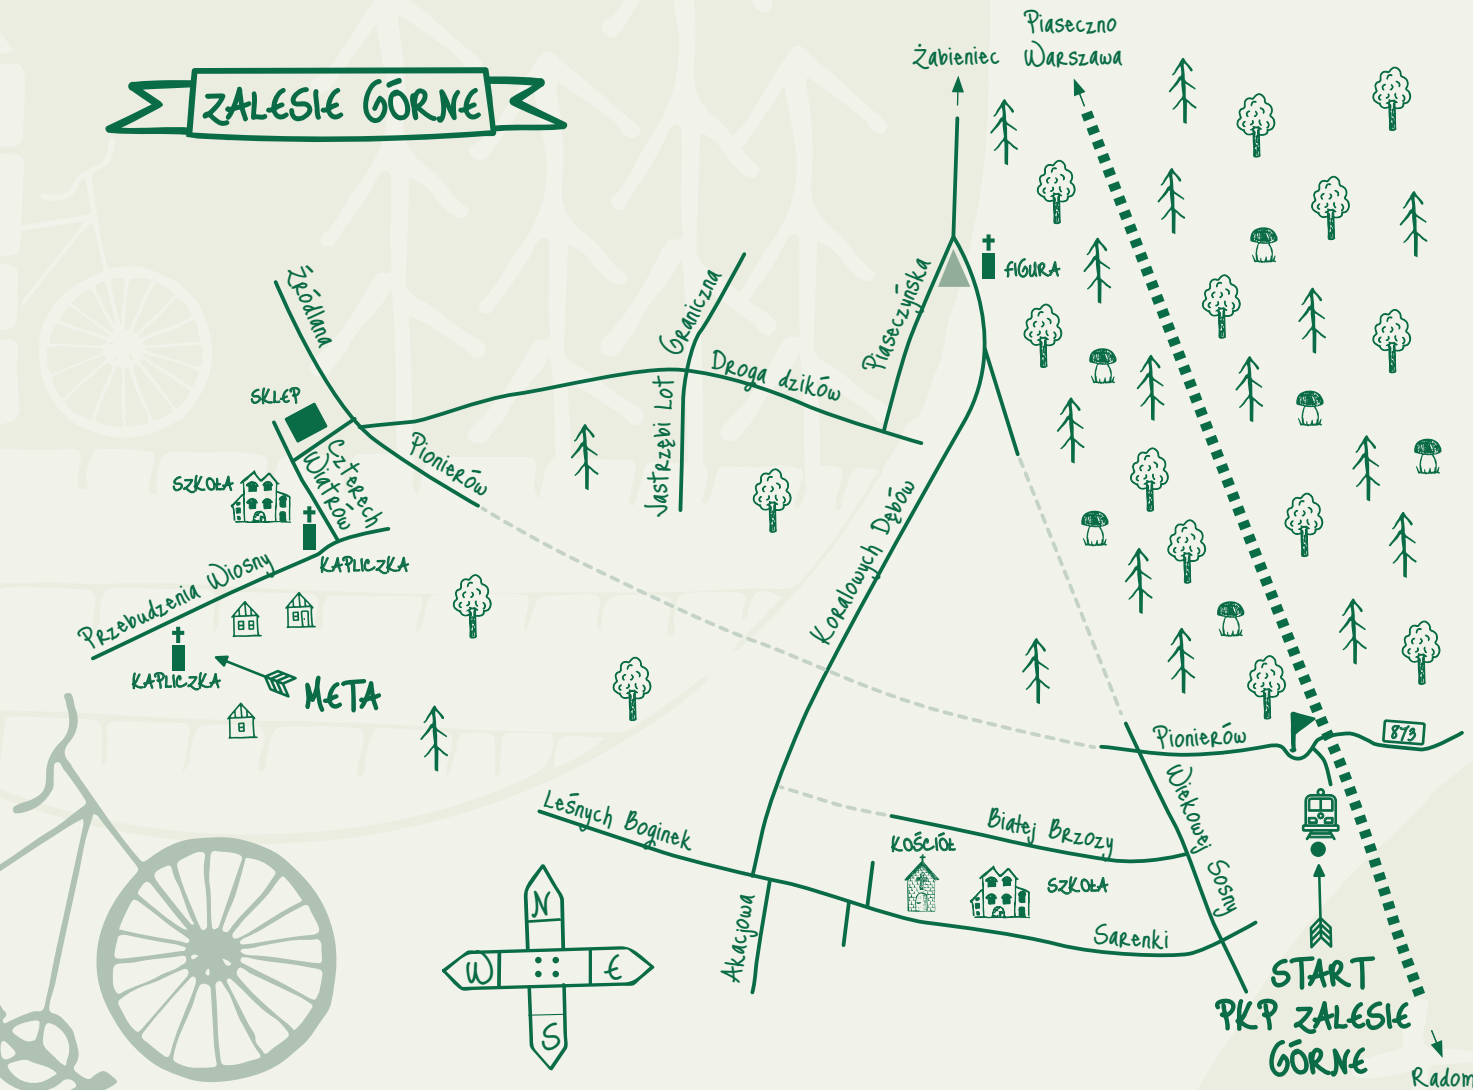 Piaseczno
Warszawa
Żabieniec
ZALESIE GÓRNE
FIGURA
Źródlana
Graniczna
Piaseczyńska
Droga dzików
SKLEP
Jastrzębi Lot
Pionierów
Czterech
Wiatrów
SZKOŁA
KAPLICZKA
Przebudzenia Wiosny
Koralowych Dębów
KAPLICZKA
META
Pionierów
873
Wiekowej Sosny
Leśnych Boginek
Białej Brzozy
KOŚCIÓŁ
SZKOŁA
Akacjowa
Sarenki
N
W
E
S
START
PKP ZALESIE
GÓRNE
Radom